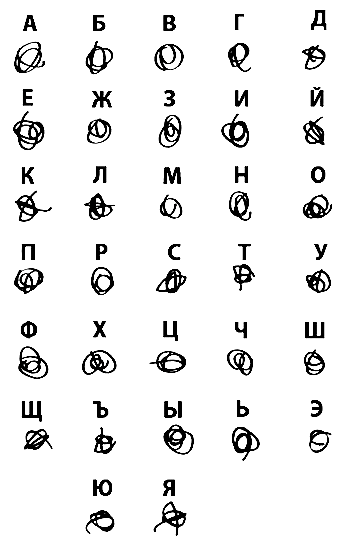 А Б В Г Д
Е Ж З И Й
К Л М Н О
П Р С Т У
Ф Х Ц Ч Ш
Щ Ъ Ы Ь Э
Ю Я